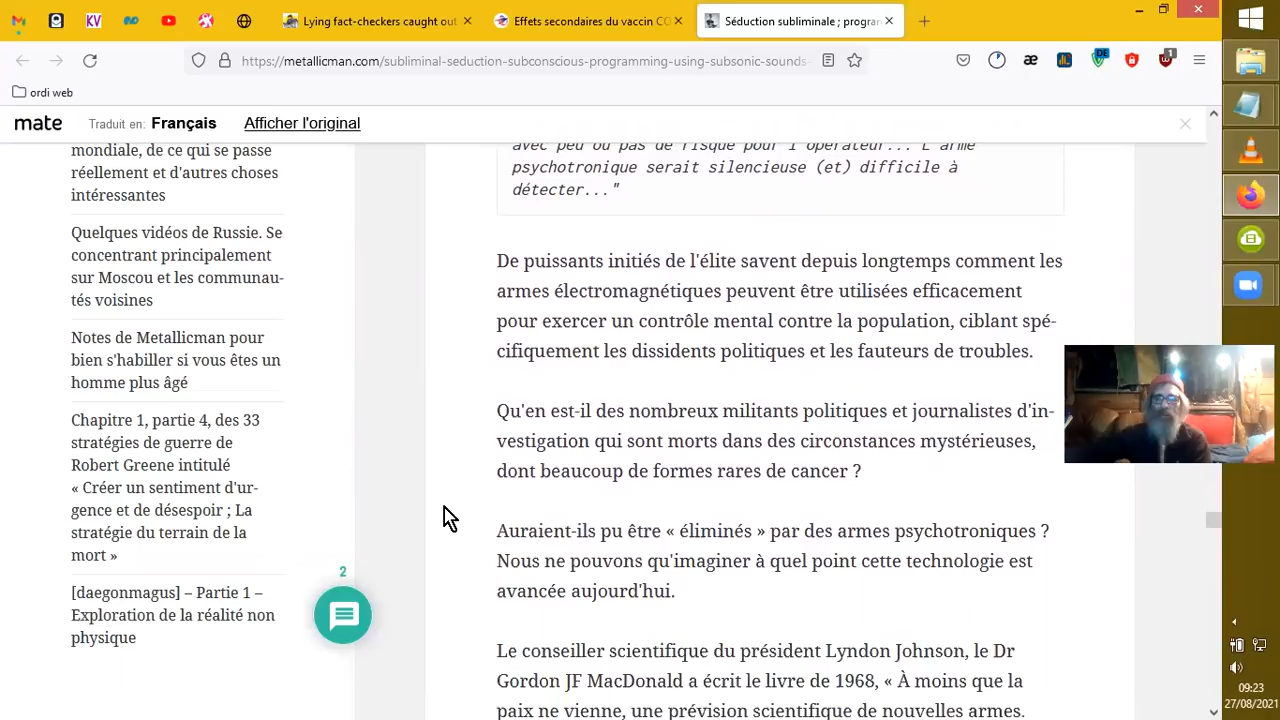 KV
Lying fact-checkers caught out
Effets secondaires du vaccin CO
Séduction subliminale ; program
https://metallicman.com/subliminal-seduction-subconscious-programming-using-subsonic-sounds-
æ
DE
1
ordi web
mate
Traduit en: Français
Afficher l'original
mondiale, de ce qui se passe
réellement et d'autres choses
intéressantes
Quelques vidéos de Russie. Se
concentrant principalement
sur Moscou et les communau-
tés voisines
Notes de Metallicman pour
bien s'habiller si vous êtes un
homme plus âgé
Chapitre 1, partie 4, des 33
stratégies de guerre de
Robert Greene intitulé
« Créer un sentiment d'ur-
gence et de désespoir ; La
stratégie du terrain de la
mort »
[daegonmagus] – Partie 1 –
Exploration de la réalité non
physique
2
avec peu ou pas de risque pour l'opérateur... L'arme
psychotronique serait silencieuse (et) difficile à
détecter..."
De puissants initiés de l'élite savent depuis longtemps comment les
armes électromagnétiques peuvent être utilisées efficacement
pour exercer un contrôle mental contre la population, ciblant spé-
cifiquement les dissidents politiques et les fauteurs de troubles.
Qu'en est-il des nombreux militants politiques et journalistes d'in-
vestigation qui sont morts dans des circonstances mystérieuses,
dont beaucoup de formes rares de cancer ?
Auraient-ils pu être « éliminés » par des armes psychotroniques ?
Nous ne pouvons qu'imaginer à quel point cette technologie est
avancée aujourd'hui.
Le conseiller scientifique du président Lyndon Johnson, le Dr
Gordon JF MacDonald a écrit le livre de 1968, « À moins que la
paix ne vienne, une prévision scientifique de nouvelles armes.
09:23
27/08/2021